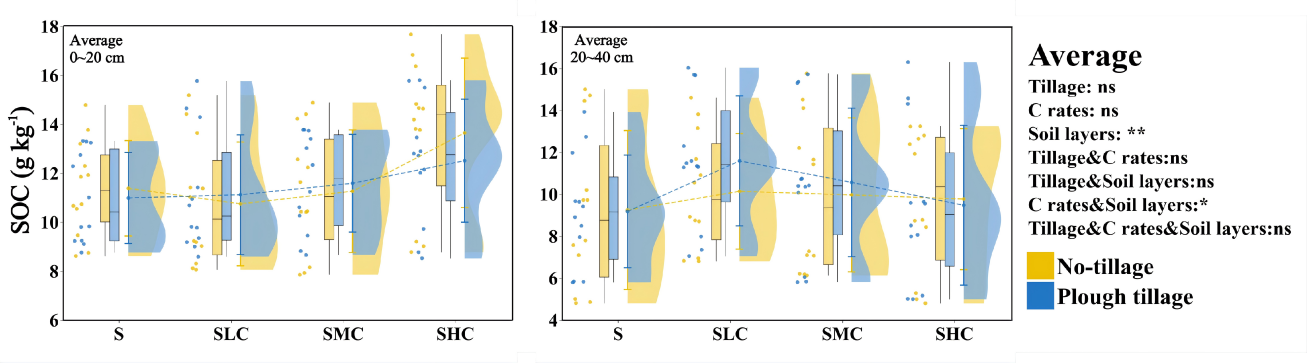 Average
0~20 cm
SOC (g kg⁻¹)
18
16
14
12
10
8
6
S
SLC
SMC
SHC
Average
20~40 cm
18
16
14
12
10
8
6
4
S
SLC
SMC
SHC
Average
Tillage: ns
C rates: ns
Soil layers: **
Tillage&C rates:ns
Tillage&Soil layers:ns
C rates&Soil layers:*
Tillage&C rates&Soil layers:ns
No-tillage
Plough tillage